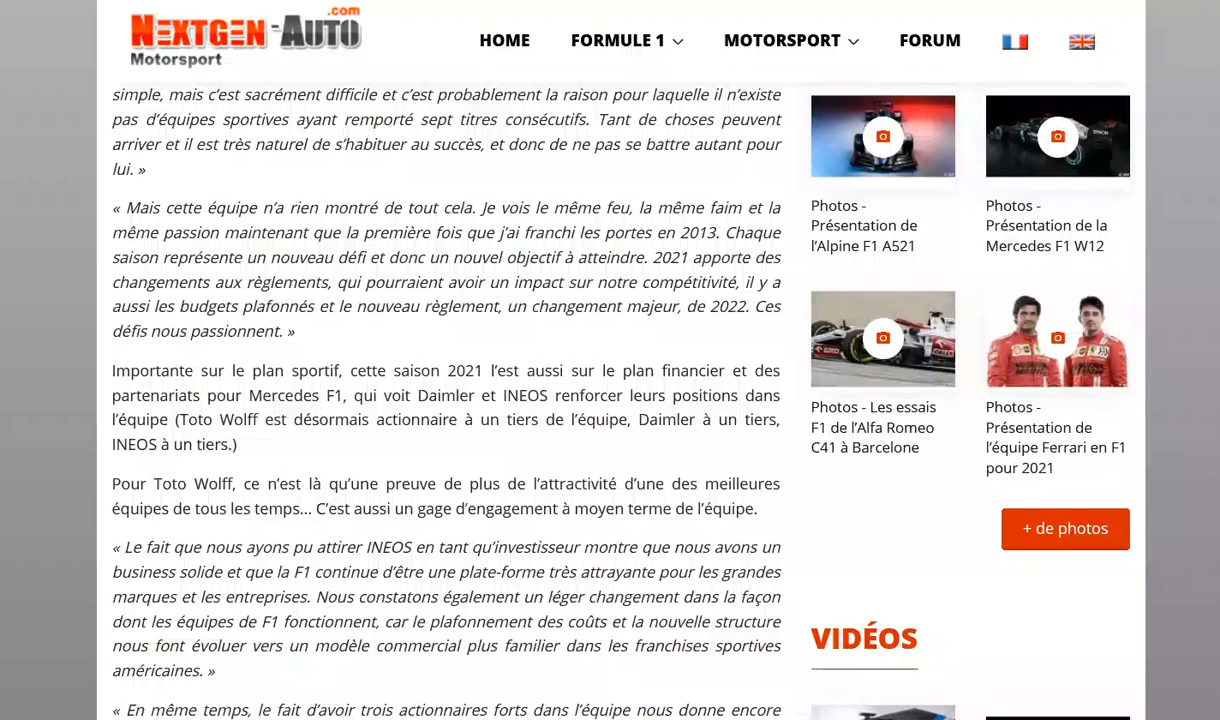 NEXTGEN-AUTO.com
Motorsport
HOME
FORMULE 1
MOTORSPORT
FORUM
simple, mais c’est sacrément difficile et c’est probablement la raison pour laquelle il n’existe
pas d’équipes sportives ayant remporté sept titres consécutifs. Tant de choses peuvent
arriver et il est très naturel de s’habituer au succès, et donc de ne pas se battre autant pour
lui. »
« Mais cette équipe n’a rien montré de tout cela. Je vois le même feu, la même faim et la
même passion maintenant que la première fois que j’ai franchi les portes en 2013. Chaque
saison représente un nouveau défi et donc un nouvel objectif à atteindre. 2021 apporte des
changements aux règlements, qui pourraient avoir un impact sur notre compétitivité, il y a
aussi les budgets plafonnés et le nouveau règlement, un changement majeur, de 2022. Ces
défis nous passionnent. »
Importante sur le plan sportif, cette saison 2021 l’est aussi sur le plan financier et des
partenariats pour Mercedes F1, qui voit Daimler et INEOS renforcer leurs positions dans
l’équipe (Toto Wolff est désormais actionnaire à un tiers de l’équipe, Daimler à un tiers,
INEOS à un tiers.)
Pour Toto Wolff, ce n’est là qu’une preuve de plus de l’attractivité d’une des meilleures
équipes de tous les temps... C’est aussi un gage d’engagement à moyen terme de l’équipe.
« Le fait que nous ayons pu attirer INEOS en tant qu’investisseur montre que nous avons un
business solide et que la F1 continue d’être une plate-forme très attrayante pour les grandes
marques et les entreprises. Nous constatons également un léger changement dans la façon
dont les équipes de F1 fonctionnent, car le plafonnement des coûts et la nouvelle structure
nous font évoluer vers un modèle commercial plus familier dans les franchises sportives
américaines. »
« En même temps, le fait d’avoir trois actionnaires forts dans l’équipe nous donne encore
Photos -
Présentation de
l’Alpine F1 A521
Photos -
Présentation de la
Mercedes F1 W12
Photos - Les essais
F1 de l’Alfa Romeo
C41 à Barcelone
Photos -
Présentation de
l’équipe Ferrari en F1
pour 2021
+ de photos
VIDÉOS